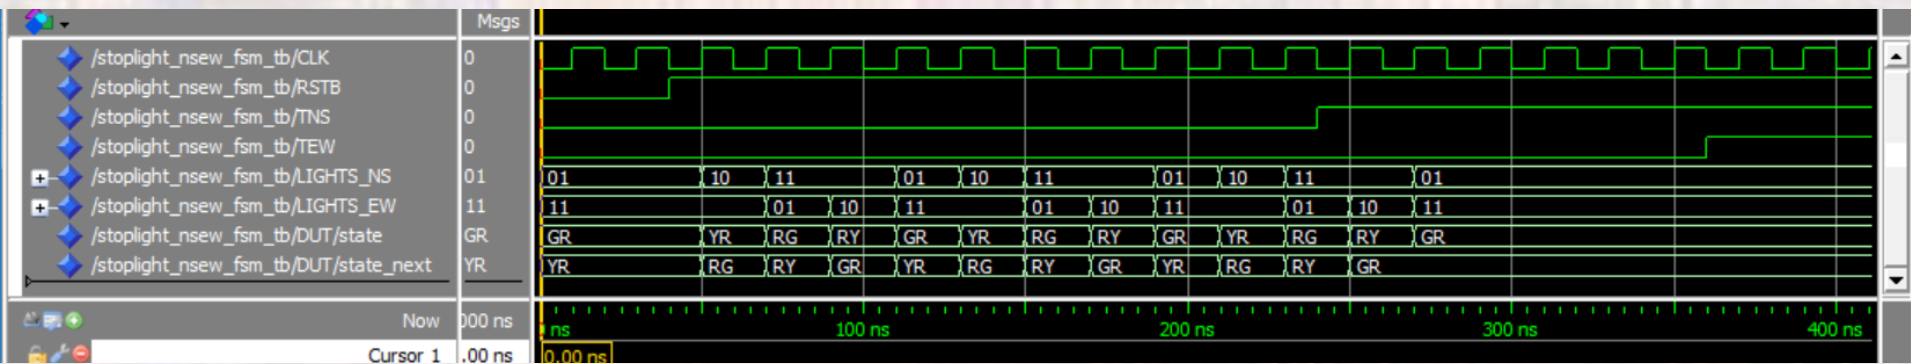 Msgs
/stoplight_nsew_fsm_tb/CLK 0
/stoplight_nsew_fsm_tb/RSTB 0
/stoplight_nsew_fsm_tb/TNS 0
/stoplight_nsew_fsm_tb/TEW 0
/stoplight_nsew_fsm_tb/LIGHTS_NS 01 01 10 11 01 10 11 01 10 11 01
/stoplight_nsew_fsm_tb/LIGHTS_EW 11 11 01 10 11 01 10 11 01 10 11
/stoplight_nsew_fsm_tb/DUT/state GR GR YR RG RY GR YR RG RY GR YR RG RY GR
/stoplight_nsew_fsm_tb/DUT/state_next YR YR RG RY GR YR RG RY GR YR RG RY GR
Now 000 ns ns 100 ns 200 ns 300 ns 400 ns
Cursor 1 .00 ns 0.00 ns